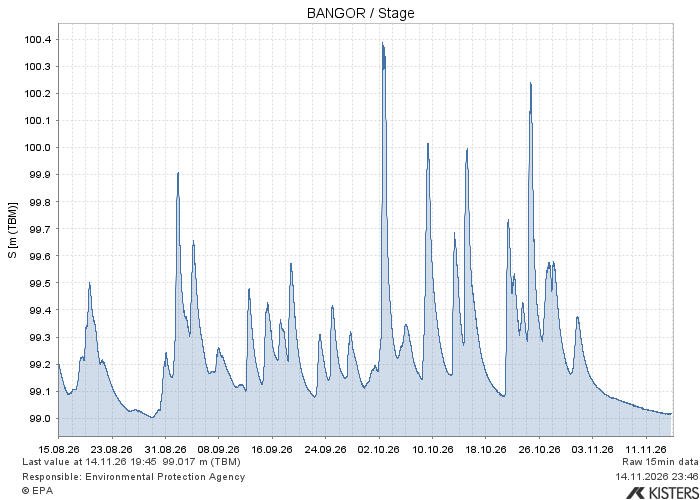 BANGOR / Stage
S [m (TBM)]
100.4
100.3
100.2
100.1
100.0
99.9
99.8
99.7
99.6
99.5
99.4
99.3
99.2
99.1
99.0
15.08.26 23.08.26 31.08.26 08.09.26 16.09.26 24.09.26 02.10.26 10.10.26 18.10.26 26.10.26 03.11.26 11.11.26
Last value at 14.11.26 19:45 99.017 m (TBM) Raw 15min data
Responsible: Environmental Protection Agency 14.11.2026 23:46
© EPA KISTERS